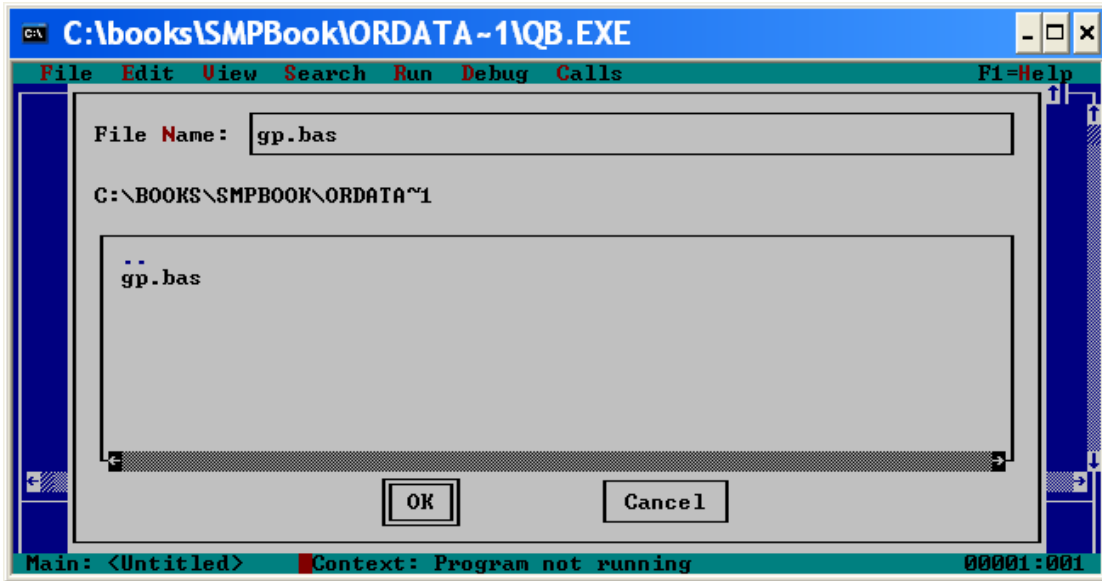 C:\books\SMPBook\ORDATA~1\QB.EXE
File Edit View Search Run Debug Calls F1=Help
File Name: gp.bas
C:\BOOKS\SMPBOOK\ORDATA~1
..
gp.bas
OK Cancel
Main: <Untitled> Context: Program not running 00001:001